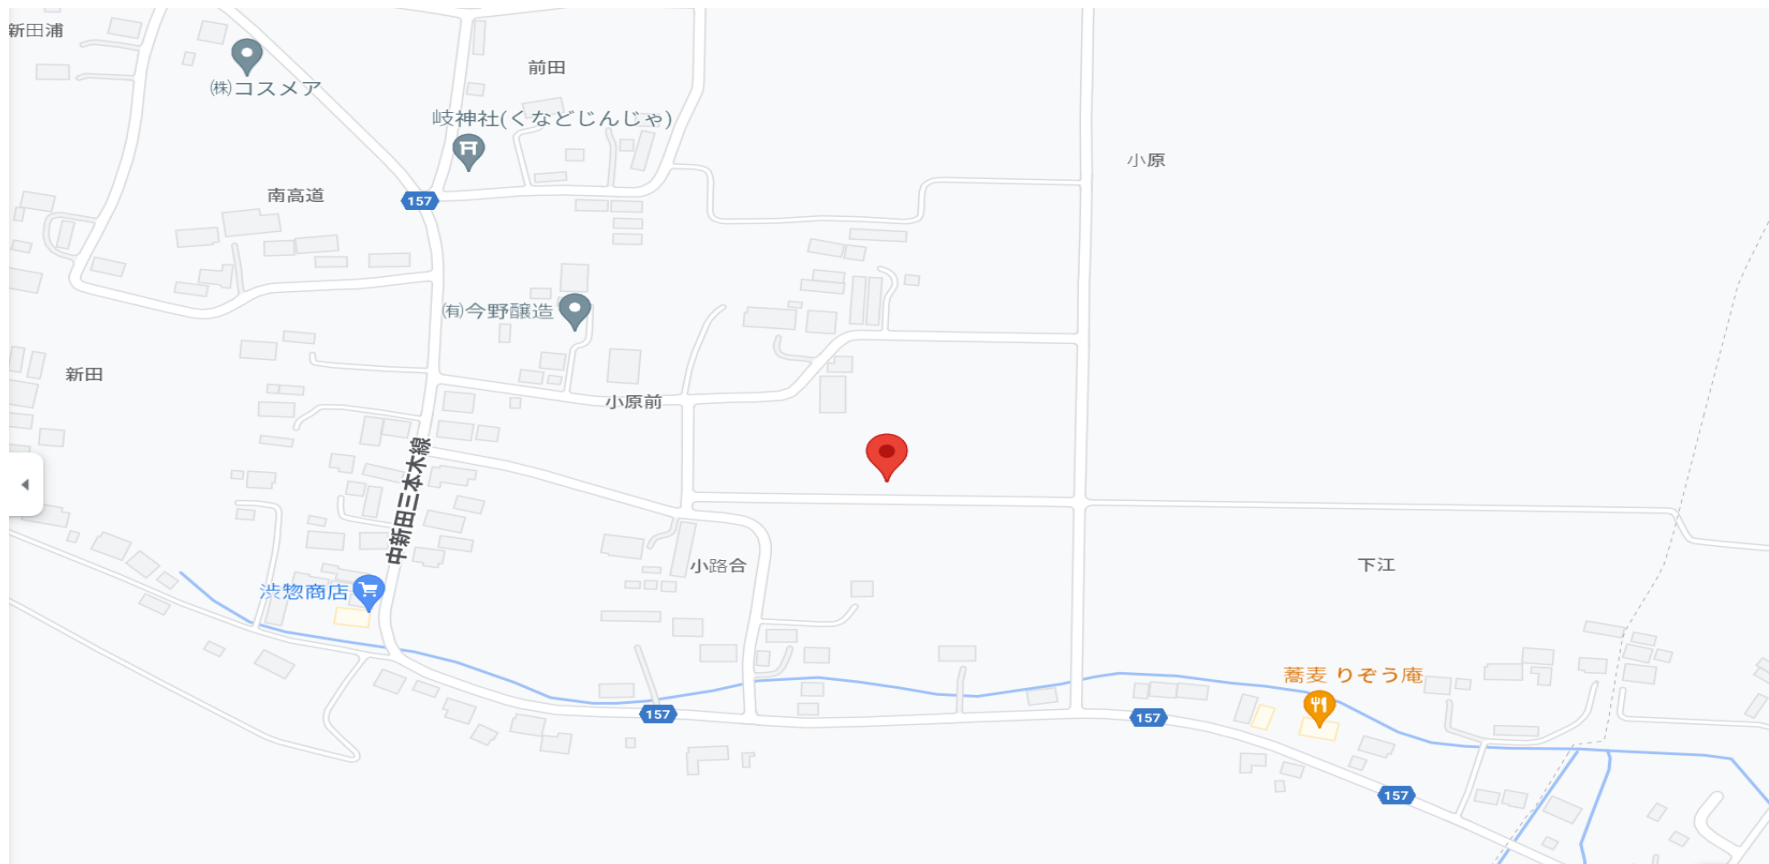 新田浦
㈱コスメア
前田
岐神社(くなどじんじゃ)
小原
南高道
157
㈲今野醸造
新田
小原前
中新田三本木線
小路合
下江
渋惣商店
蕎麦 りぞう庵
157
157
157